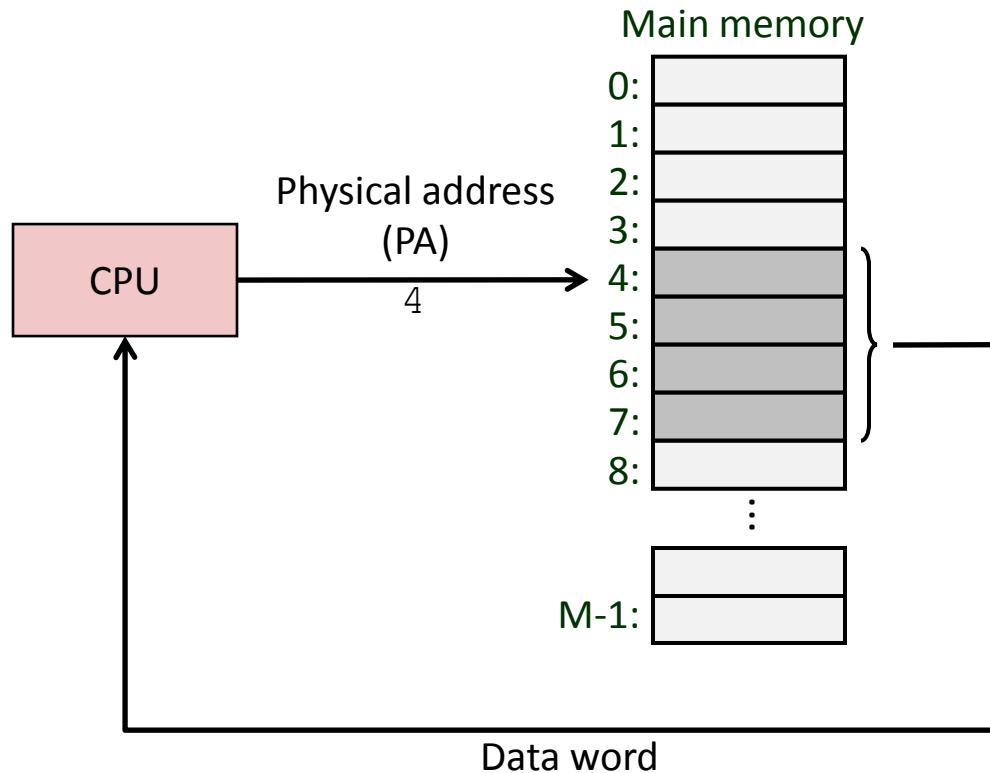 Main memory
0:
1:
2:
Physical address
(PA)
3:
CPU
4
4:
5:
6:
7:
8:
...
M-1:
Data word